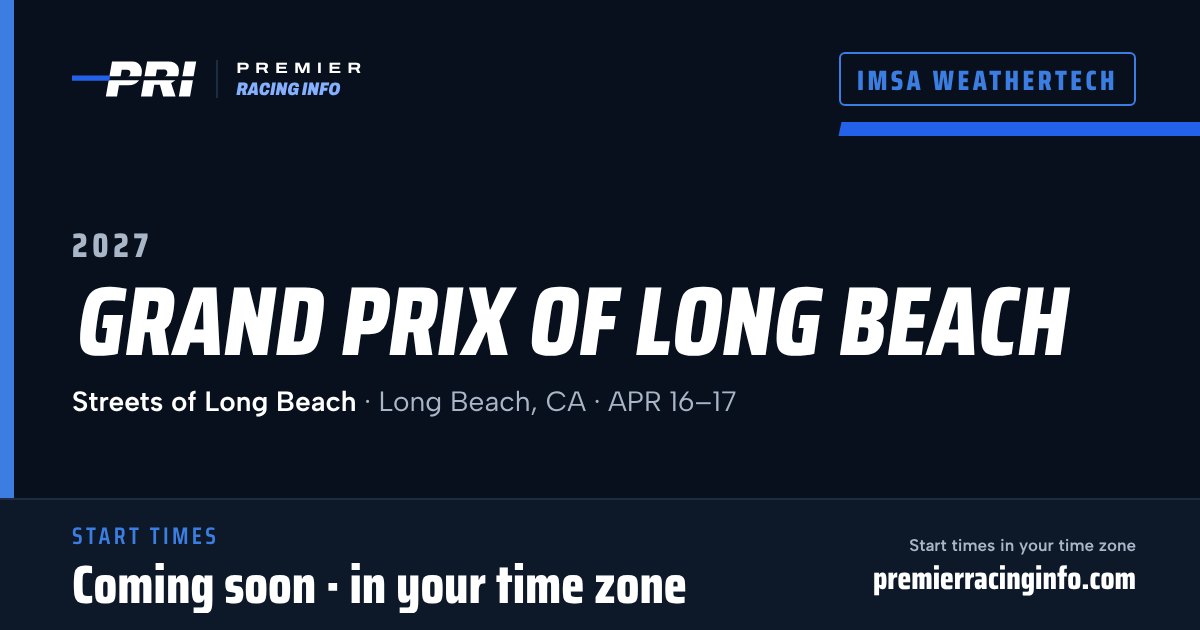 PRI
PREMIER
RACING INFO
IMSA WEATHERTECH
2027
GRAND PRIX OF LONG BEACH
Streets of Long Beach · Long Beach, CA · APR 16–17
START TIMES
Coming soon · in your time zone
Start times in your time zone
premierracinginfo.com